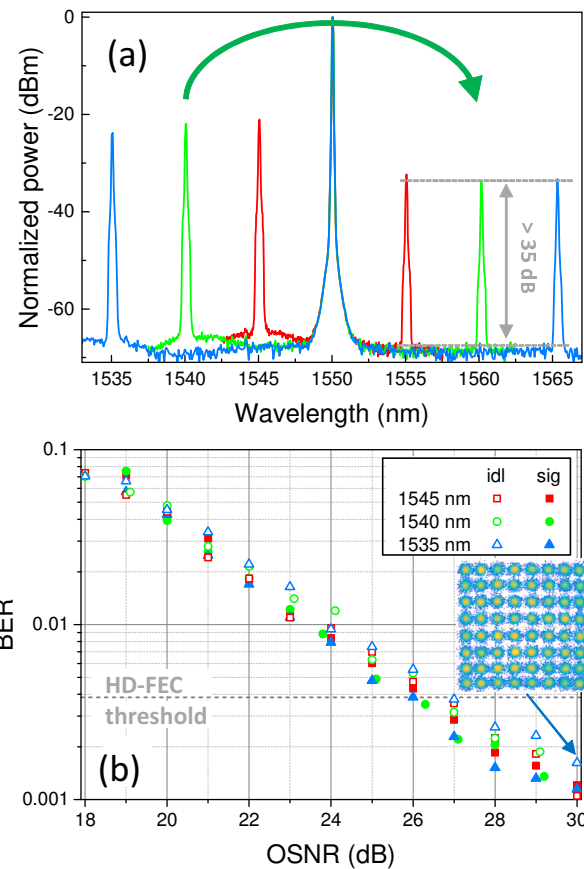 (a)
Normalized power (dBm)
0
-20
-40
-60
> 35 dB
1535 1540 1545 1550 1555 1560 1565
Wavelength (nm)
(b)
BER
0.1
0.01
0.001
idl sig
1545 nm
1540 nm
1535 nm
HD-FEC
threshold
18 20 22 24 26 28 30
OSNR (dB)